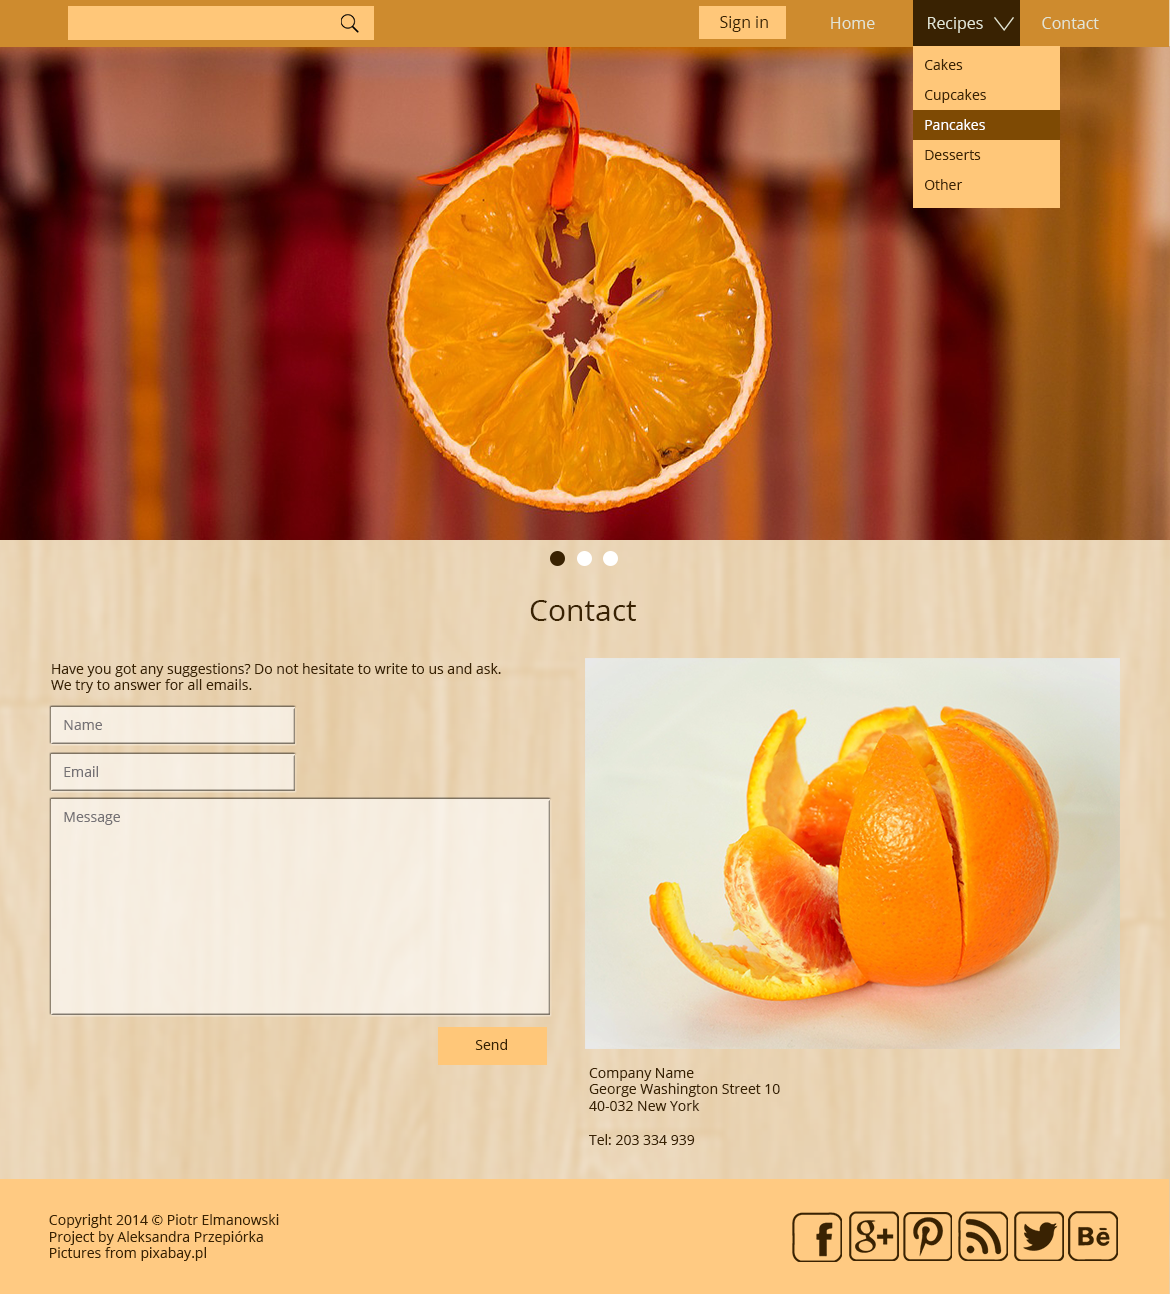 Sign in
Home
Recipes
Contact
Cakes
Cupcakes
Pancakes
Desserts
Other
Contact
Have you got any suggestions? Do not hesitate to write to us and ask.
We try to answer for all emails.
Name
Email
Message
Send
Company Name
George Washington Street 10
40-032 New York
Tel: 203 334 939
Copyright 2014 © Piotr Elmanowski
Project by Aleksandra Przepiórka
Pictures from pixabay.pl
f
g+
P
Bē